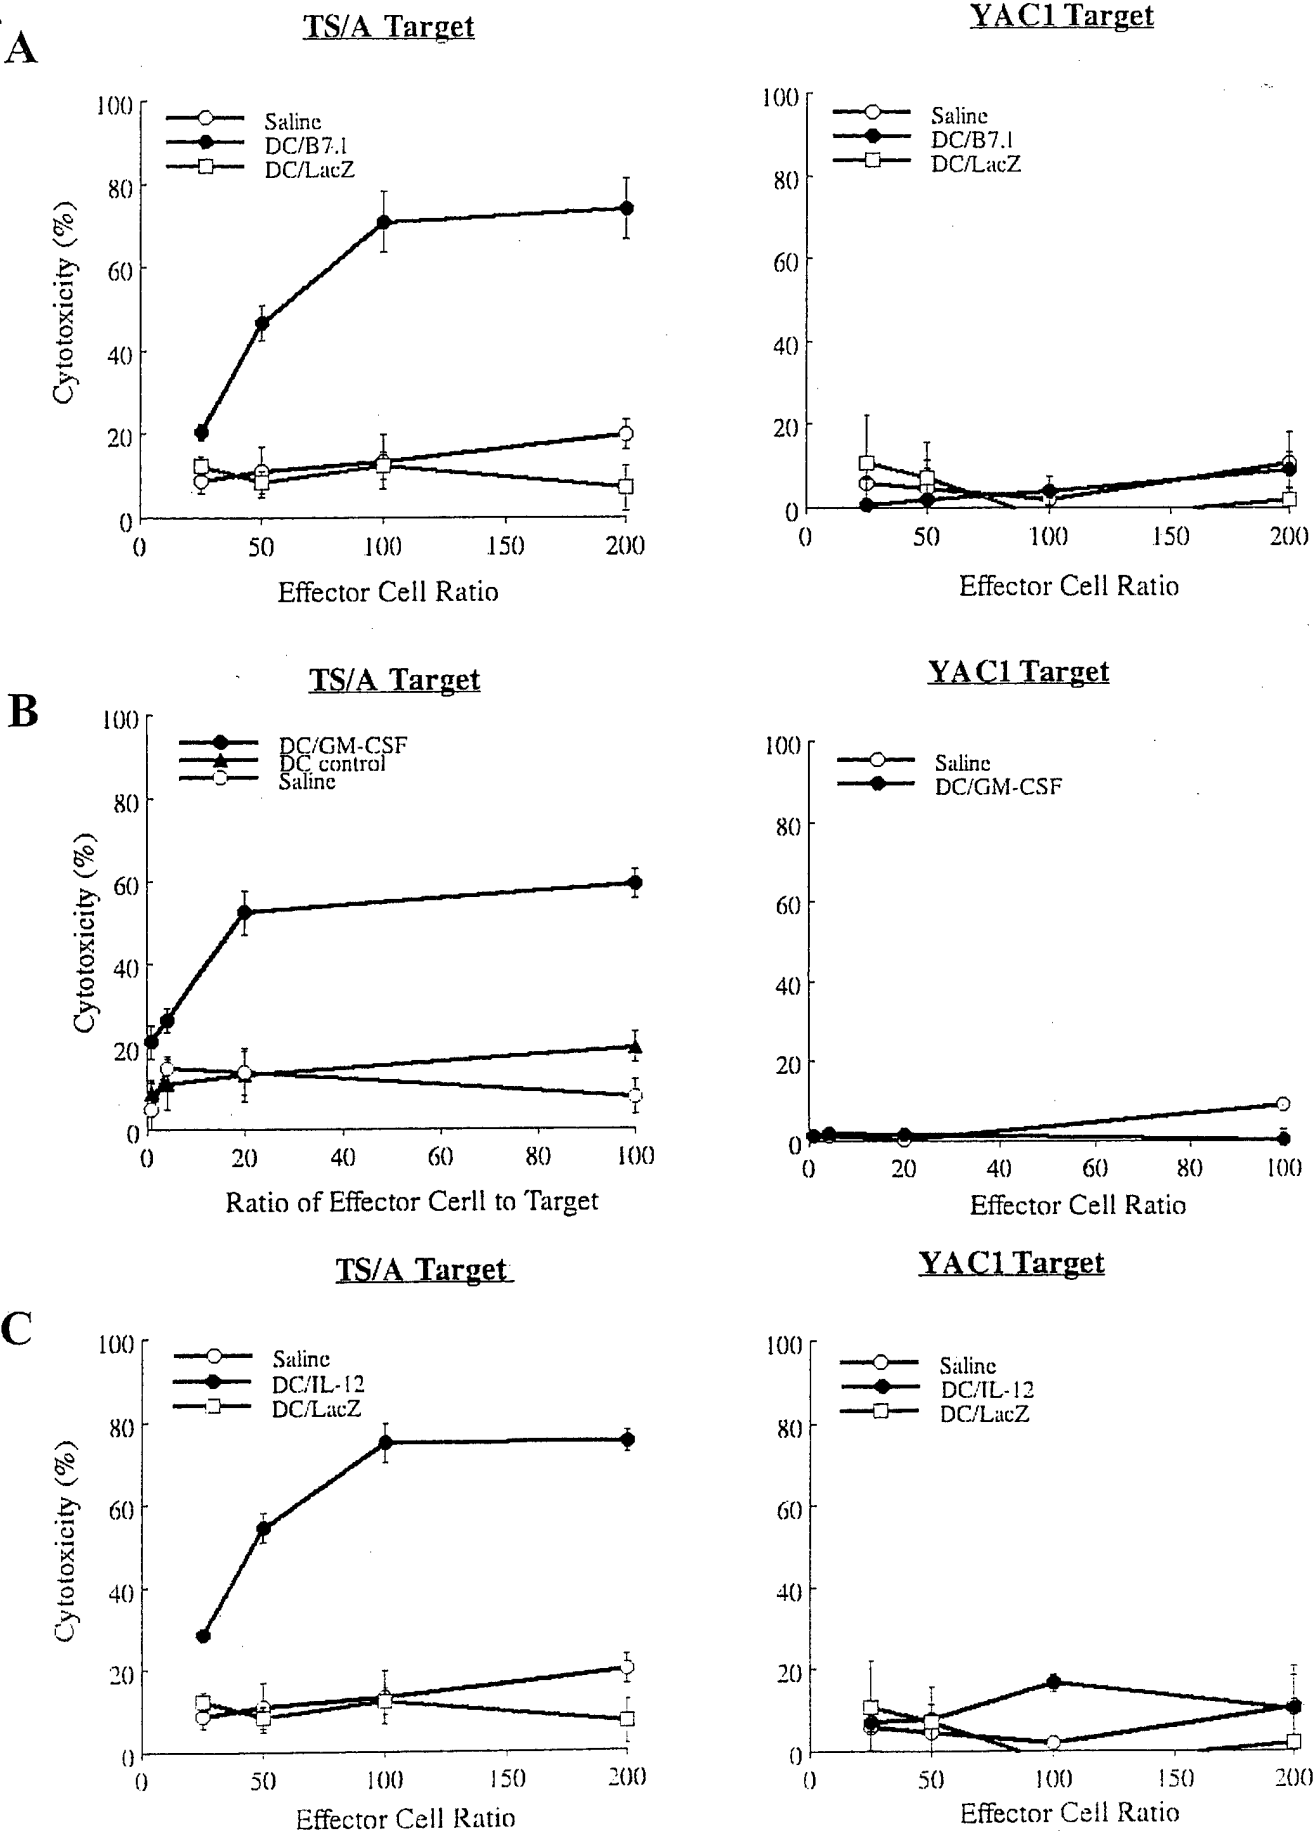 A
TS/A Target
YAC1 Target
Saline
DC/B7.1
DC/LacZ
100
80
60
40
20
0
Cytotoxicity (%)
0 50 100 150 200
Effector Cell Ratio
Saline
DC/B7.1
DC/LacZ
100
80
60
40
20
0
0 50 100 150 200
Effector Cell Ratio
B
TS/A Target
YAC1 Target
DC/GM-CSF
DC control
Saline
100
80
60
40
20
0
Cytotoxicity (%)
0 20 40 60 80 100
Ratio of Effector Cerll to Target
Saline
DC/GM-CSF
100
80
60
40
20
0
0 20 40 60 80 100
Effector Cell Ratio
C
TS/A Target
YAC1 Target
Saline
DC/IL-12
DC/LacZ
100
80
60
40
20
0
Cytotoxicity (%)
0 50 100 150 200
Effector Cell Ratio
Saline
DC/IL-12
DC/LacZ
100
80
60
40
20
0
0 50 100 150 200
Effector Cell Ratio